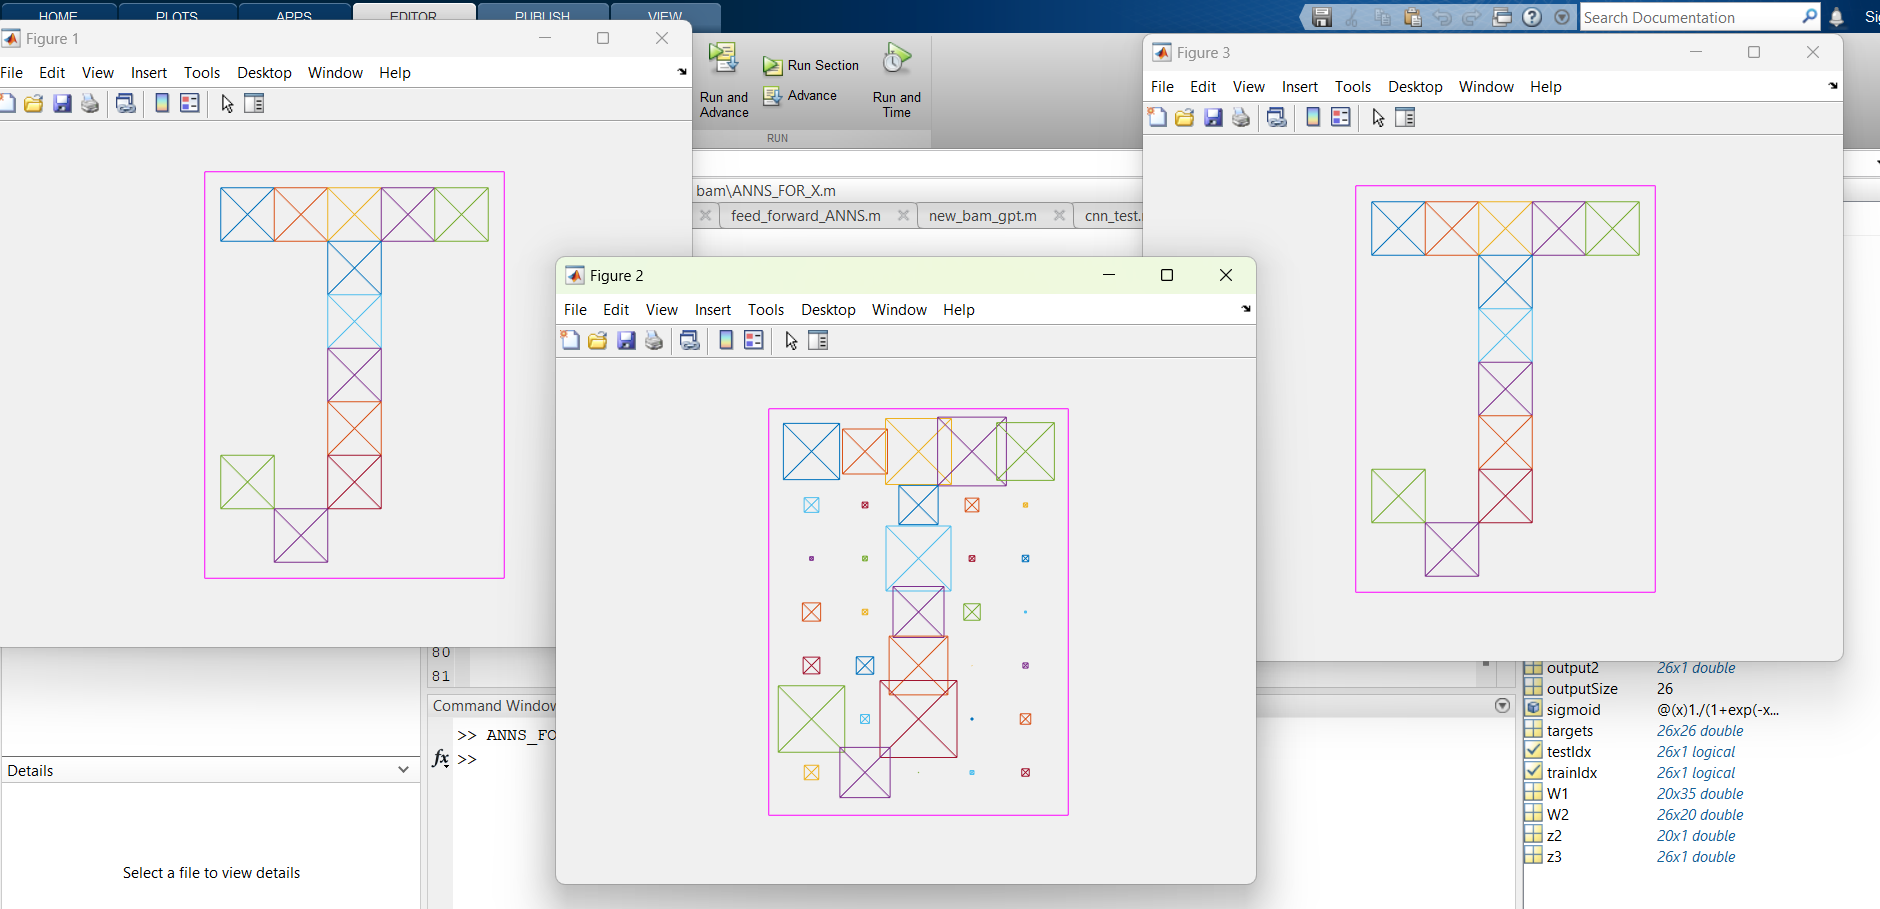 HOME PLOTS APPS EDITOR PUBLISH VIEW
Search Documentation
Figure 1
File Edit View Insert Tools Desktop Window Help
Run and Advance
Run Section
Advance
Run and Time
RUN
Figure 3
File Edit View Insert Tools Desktop Window Help
bam\ANNS_FOR_X.m
feed_forward_ANNS.m
new_bam_gpt.m
Figure 2
File Edit View Insert Tools Desktop Window Help
80
81
Details
Select a file to view details
>>
fx >>
output2 26x1 double
outputSize 26
sigmoid @(x)1./(1+exp(-x...
targets 26x26 double
testIdx 26x1 logical
trainIdx 26x1 logical
W1 20x35 double
W2 26x20 double
z2 20x1 double
z3 26x1 double